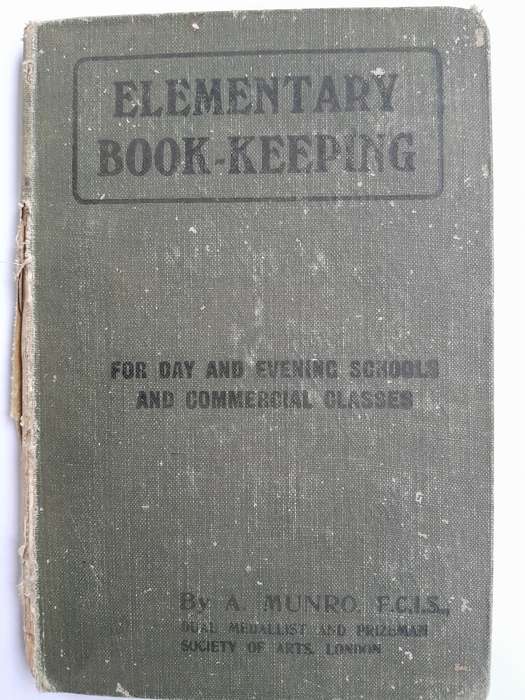 ELEMENTARY
BOOK-KEEPING
FOR DAY AND EVENING SCHOOLS
AND COMMERCIAL CLASSES
By A. MUNRO, F.C.I.S.,
DUAL MEDALLIST AND PRIZEMAN
SOCIETY OF ARTS, LONDON